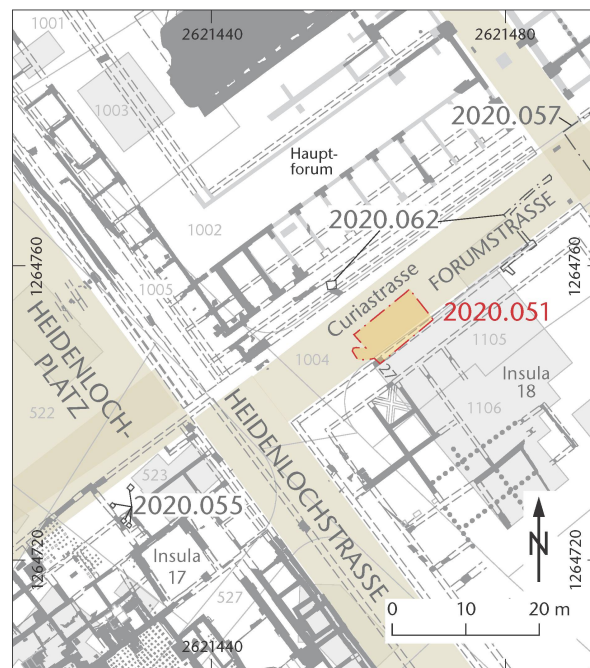 1001
2621440
2621480
1003
2020.057
Haupt-
forum
1002
2020.062
1264760
1264760
1005
Curiastrasse
FORUMSTRASSE
2020.051
HEIDENLOCH-
PLATZ
1004
1105
27
Insula
18
522
1106
HEIDENLOCHSTRASSE
523
2020.055
1264720
1264720
Insula
17
N
527
0 10 20 m
2621440